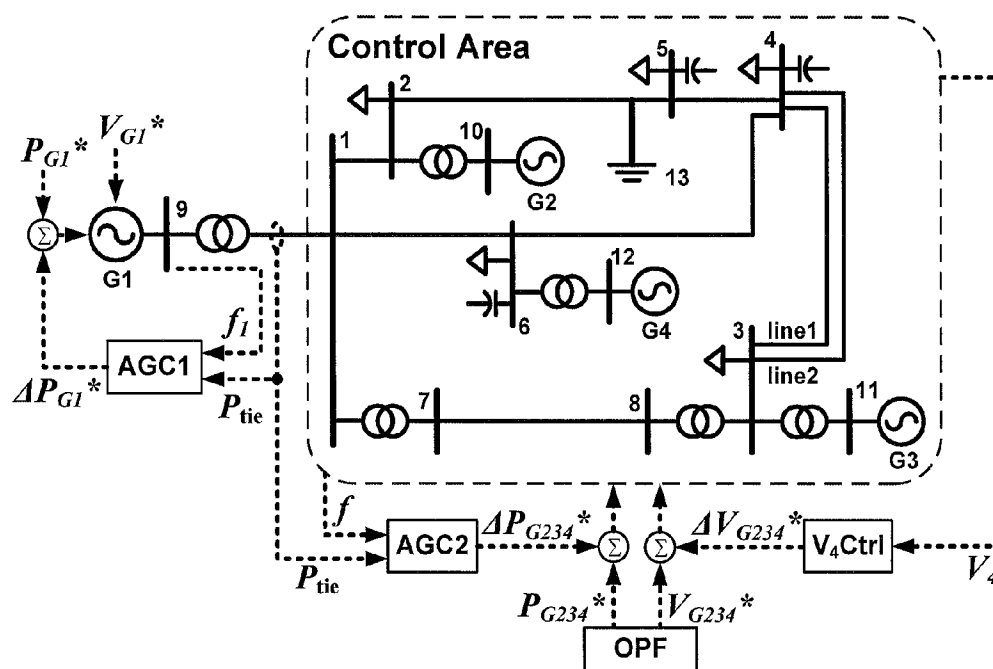 Control Area
5
4
2
V_G1*
1
10
P_G1*
13
G2
9
Σ
G1
12
f_1
6
G4
3
line1
AGC1
line2
ΔP_G1*
P_tie
7
8
11
G3
f
ΔP_G234*
ΔV_G234*
AGC2
Σ
Σ
V_4Ctrl
P_tie
V_4
P_G234*
V_G234*
OPF